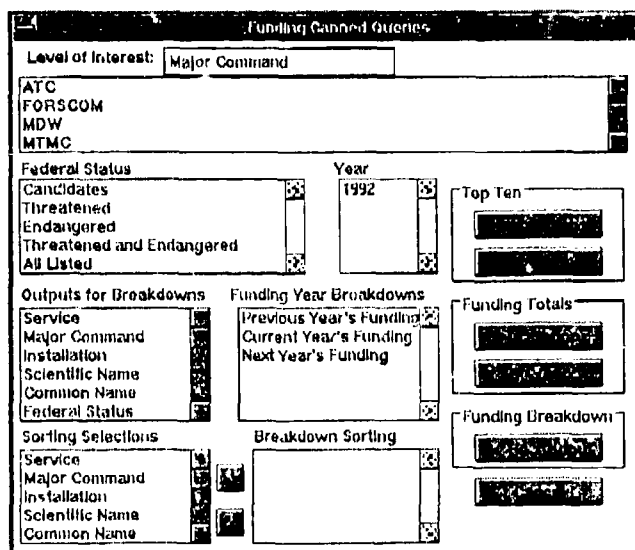 Funding Canned Queries
Level of Interest: Major Command
ATC
FORSCOM
MDW
MTMC
Federal Status
Candidates
Threatened
Endangered
Threatened and Endangered
All Listed
Year
1992
Top Ten
Outputs for Breakdowns
Service
Major Command
Installation
Scientific Name
Common Name
Federal Status
Funding Year Breakdowns
Previous Year's Funding
Current Year's Funding
Next Year's Funding
Funding Totals
Funding Breakdown
Sorting Selections
Service
Major Command
Installation
Scientific Name
Common Name
Breakdown Sorting